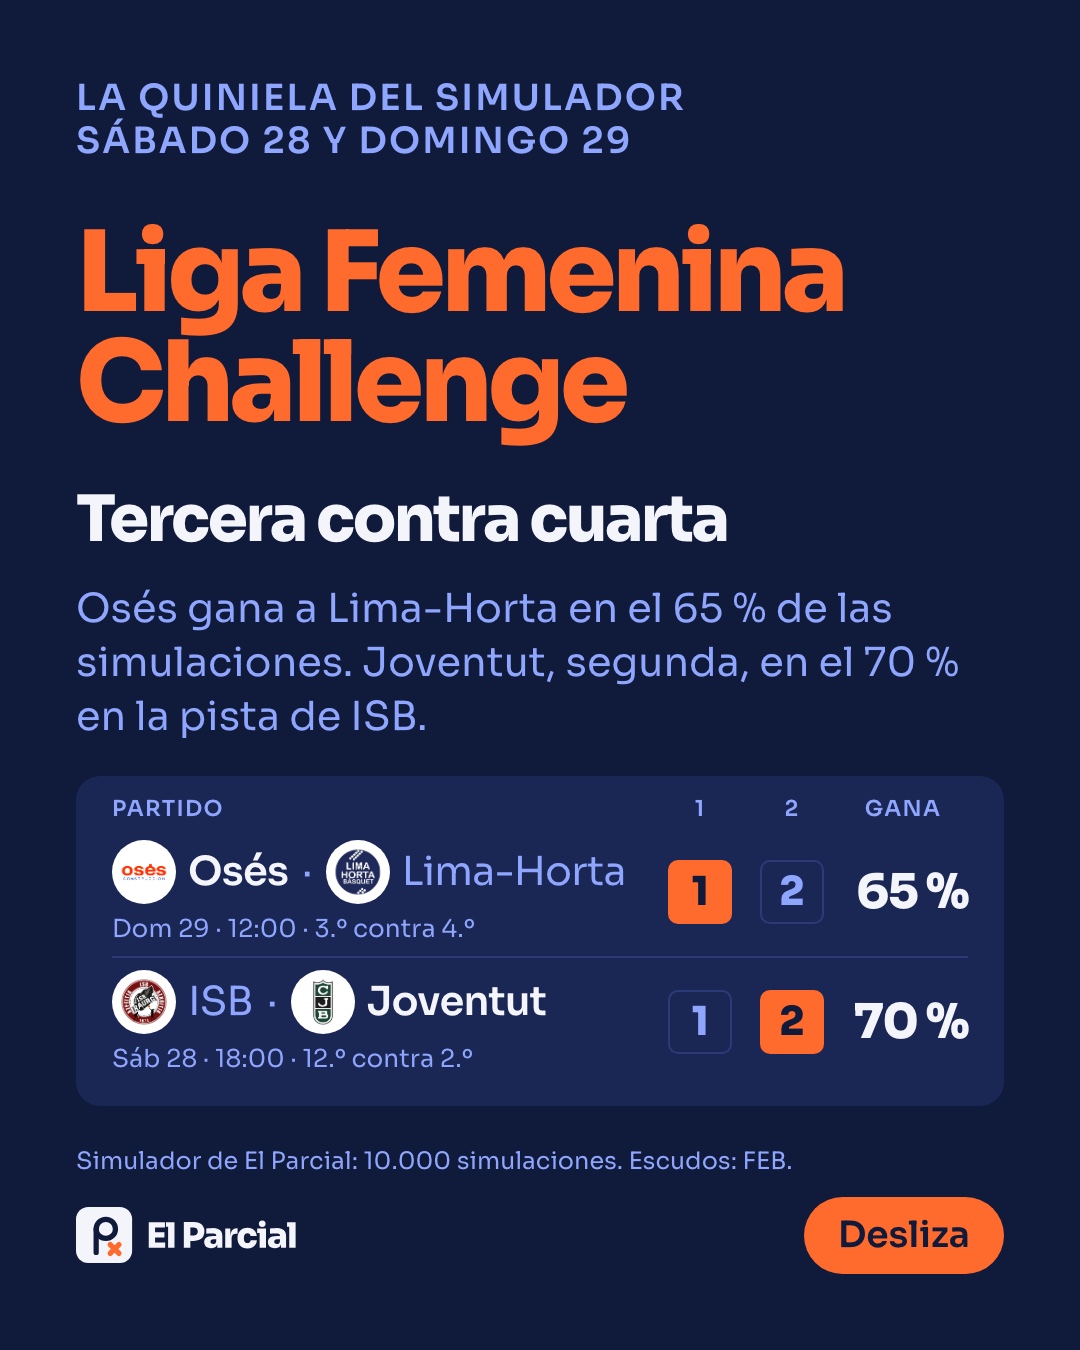 LA QUINIELA DEL SIMULADOR
SÁBADO 28 Y DOMINGO 29
Liga Femenina
Challenge
Tercera contra cuarta
Osés gana a Lima-Horta en el 65 % de las
simulaciones. Joventut, segunda, en el 70 %
en la pista de ISB.
PARTIDO 1 2 GANA
osés CONSTRUCCIÓN Osés · LIMA HORTA BÀSQUET Lima-Horta 1 2 65 %
Dom 29 · 12:00 · 3.º contra 4.º
ISB · CJB Joventut 1 2 70 %
Sáb 28 · 18:00 · 12.º contra 2.º
Simulador de El Parcial: 10.000 simulaciones. Escudos: FEB.
El Parcial
Desliza